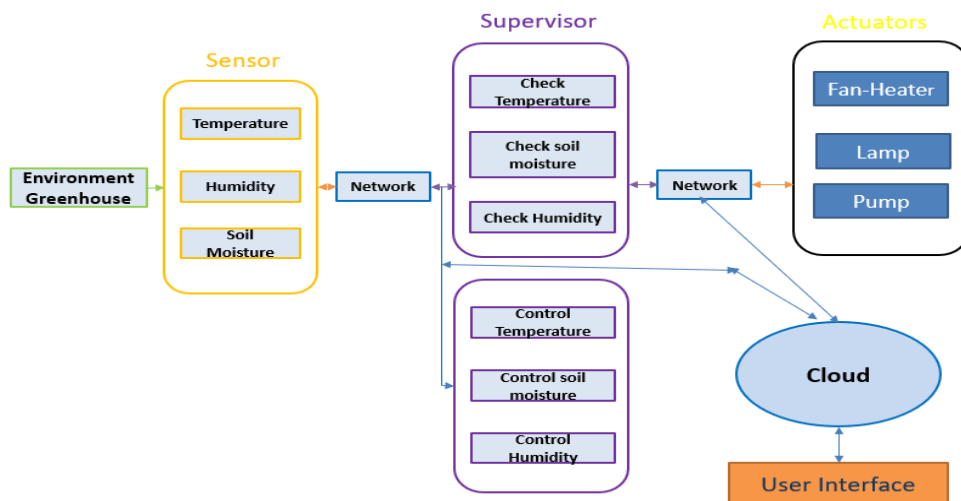 Sensor
Temperature
Humidity
Soil
Moisture
Environment
Greenhouse
Network
Supervisor
Check
Temperature
Check soil
moisture
Check Humidity
Control
Temperature
Control soil
moisture
Control
Humidity
Network
Actuators
Fan-Heater
Lamp
Pump
Cloud
User Interface